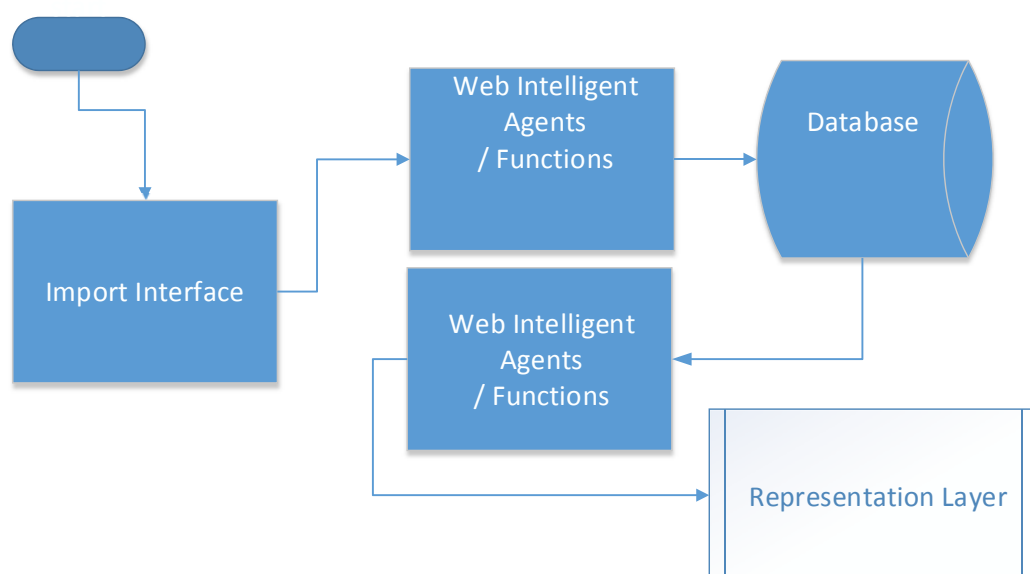 Web Intelligent
Agents
/ Functions
Database
Import Interface
Web Intelligent
Agents
/ Functions
Representation Layer